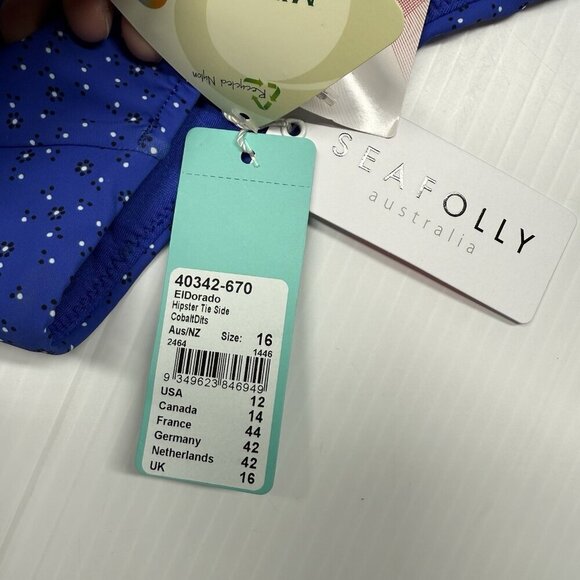 Recycled Nylon
SEAFOLLY
australia
40342-670
ElDorado
Hipster Tie Side
CobaltDits
Aus/NZ Size: 16
2464 1446
9 349623 846949
USA 12
Canada 14
France 44
Germany 42
Netherlands 42
UK 16